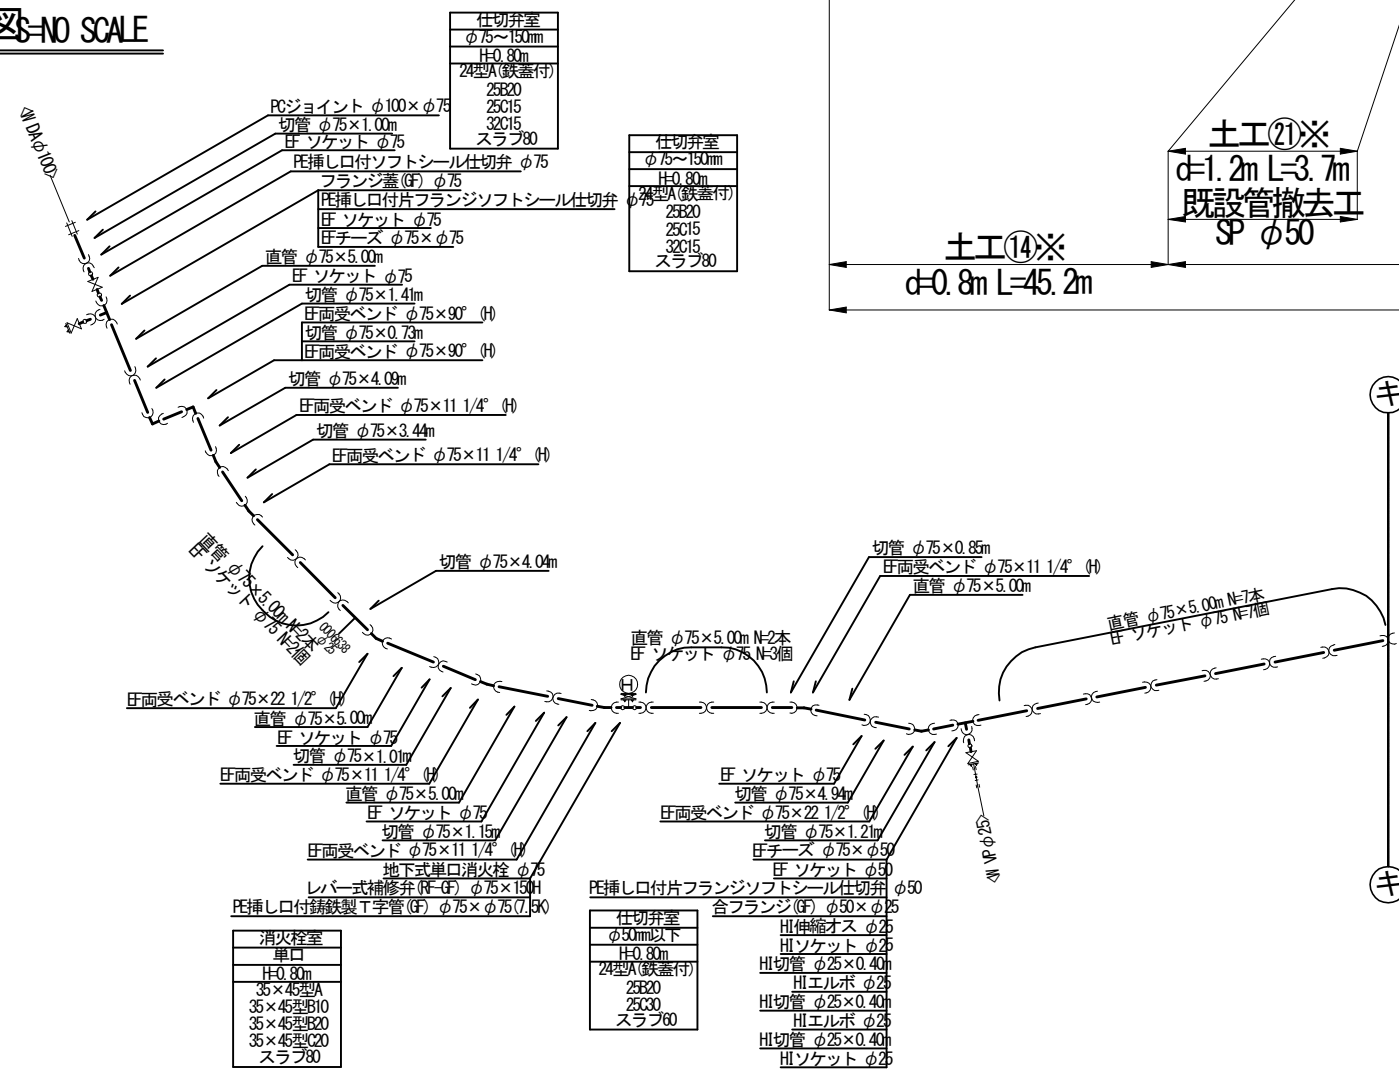 図S=NO SCALE
仕切弁室
φ75～150mm
H=0.80m
24型A(鉄蓋付)
25B20
25C15
32C15
スラブ80
仕切弁室
φ75～150mm
H=0.80m
24型A(鉄蓋付)
25B20
25C15
32C15
スラブ80
土工㉑※
d=1.2m L=3.7m
既設管撤去工
SP φ50
土工⑭※
d=0.8m L=45.2m
PCジョイント φ100×φ75
切管 φ75×1.00m
EF ソケット φ75
PE挿し口付ソフトシール仕切弁 φ75
フランジ蓋(GF) φ75
PE挿し口付片フランジソフトシール仕切弁 φ75
EF ソケット φ75
EFチーズ φ75×φ75
直管 φ75×5.00m
EF ソケット φ75
切管 φ75×1.41m
EF両受ベンド φ75×90° (H)
切管 φ75×0.73m
EF両受ベンド φ75×90° (H)
切管 φ75×4.09m
EF両受ベンド φ75×11 1/4° (H)
切管 φ75×3.44m
EF両受ベンド φ75×11 1/4° (H)
直管 φ75×5.00m N=2本
EF ソケット φ75 N=2個
切管 φ75×4.04m
直管 φ75×5.00m N=2本
EF ソケット φ75 N=3個
切管 φ75×0.85m
EF両受ベンド φ75×11 1/4° (H)
直管 φ75×5.00m
直管 φ75×5.00m N=7本
EF ソケット φ75 N=7個
キ
キ
H
EF両受ベンド φ75×22 1/2° (H)
直管 φ75×5.00m
EF ソケット φ75
切管 φ75×1.01m
EF両受ベンド φ75×11 1/4° (H)
直管 φ75×5.00m
EF ソケット φ75
切管 φ75×1.15m
EF両受ベンド φ75×11 1/4° (H)
地下式単口消火栓 φ75
レバー式補修弁(RF-GF) φ75×150H
PE挿し口付鋳鉄製T字管(GF) φ75×φ75(7.5K)
EF ソケット φ75
切管 φ75×4.94m
EF両受ベンド φ75×22 1/2° (H)
切管 φ75×1.21m
EFチーズ φ75×φ50
EF ソケット φ50
PE挿し口付片フランジソフトシール仕切弁 φ50
合フランジ(GF) φ50×φ25
HI伸縮オス φ25
HIソケット φ25
HI切管 φ25×0.40m
HIエルボ φ25
HI切管 φ25×0.40m
HIエルボ φ25
HI切管 φ25×0.40m
HIソケット φ25
消火栓室
単口
H=0.80m
35×45型A
35×45型B10
35×45型B20
35×45型C20
スラブ80
仕切弁室
φ50mm以下
H=0.80m
24型A(鉄蓋付)
25B20
25C30
スラブ60